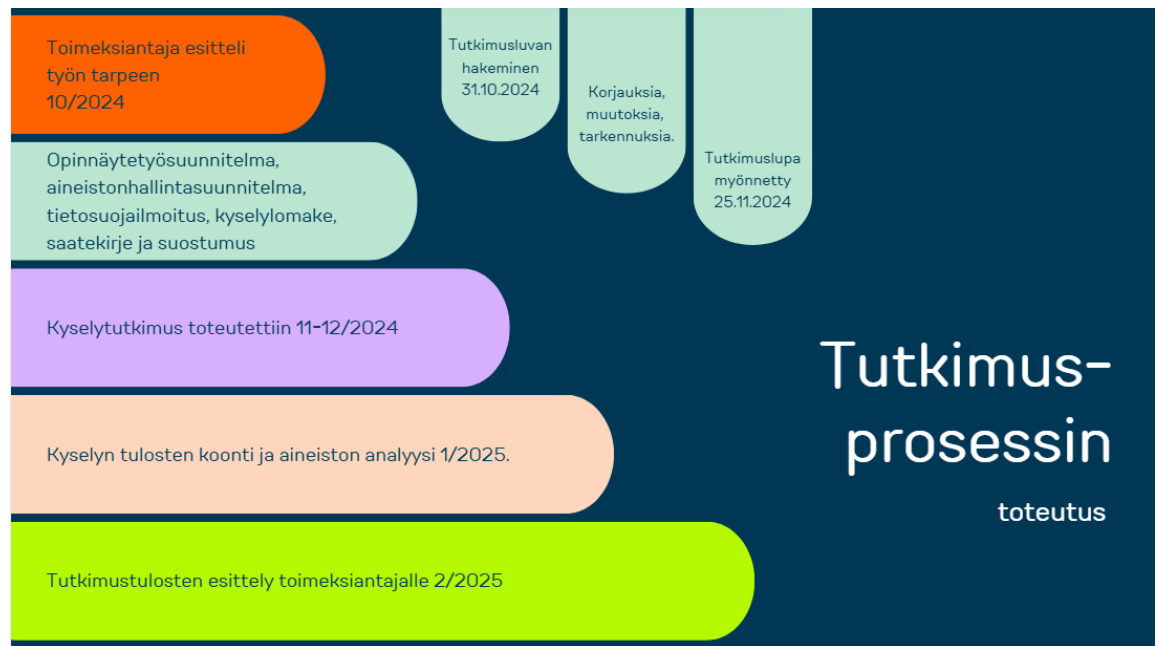 Toimeksiantaja esitteli
työn tarpeen
10/2024
Opinnäytetyösuunnitelma,
aineistonhallintasuunnitelma,
tietosuojailmoitus, kyselylomake,
saatekirje ja suostumus
Kyselytutkimus toteutettiin 11-12/2024
Kyselyn tulosten koonti ja aineiston analyysi 1/2025.
Tutkimustulosten esittely toimeksiantajalle 2/2025
Tutkimusluvan
hakeminen
31.10.2024
Korjauksia,
muutoksia,
tarkennuksia.
Tutkimuslupa
myönnetty
25.11.2024
Tutkimus-
prosessin
toteutus